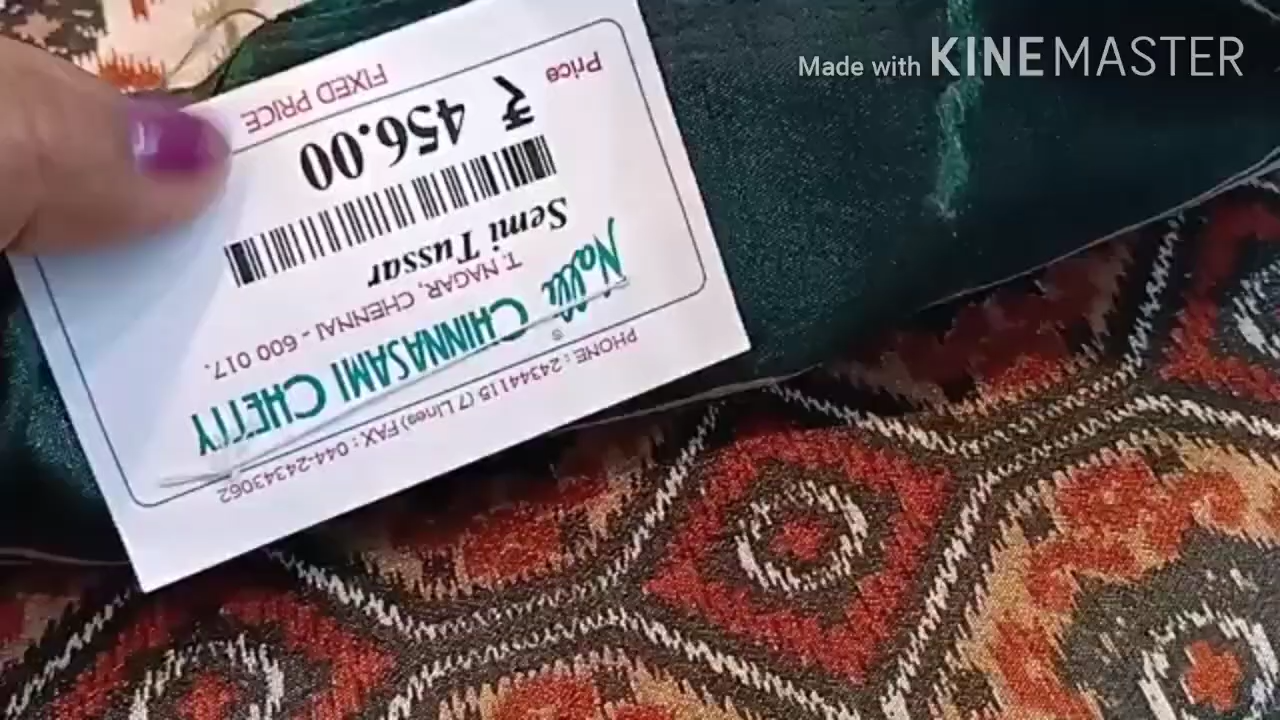 Made with KINEMASTER
PHONE : 24344115 (7 Lines) FAX : 044-24343062
Nalli CHINNASAMI CHETTY
T. NAGAR, CHENNAI - 600 017.
Semi Tussar
Price ₹ 456.00
FIXED PRICE